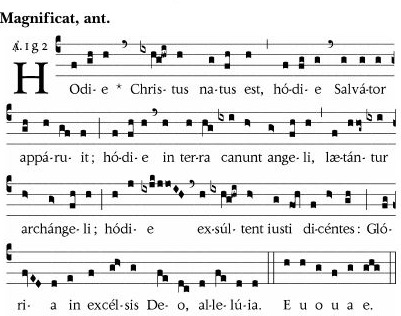 Magnificat, ant.
℣. I g 2
HOdi- e * Chris- tus na- tus est, hó- di- e Salvá- tor
appá- ru- it ; hó- di- e in ter- ra canunt ange- li, lætán- tur
archánge- li ; hódi- e ex- súl- tent iusti di- céntes : Gló-
ri- a in excél- sis De- o, al- le- lú- ia. E u o u a e.